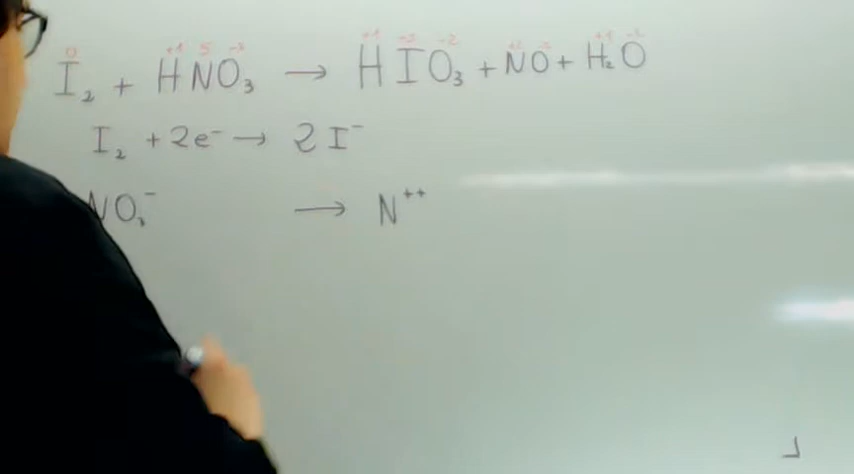 0 +1 5 -2 +1 -1 -2 +2 -2 +1 -2
I₂ + HNO₃ → HIO₃ + NO + H₂O
I₂ + 2e⁻ → 2I⁻
NO₃⁻ → N⁺⁺